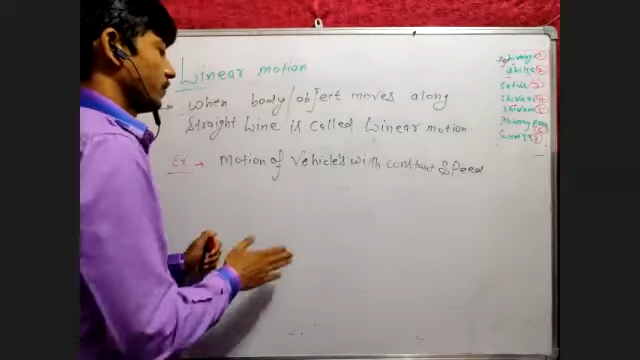 Linear motion
→ When body/object moves along
Straight Line is called Linear motion
Ex → Motion of Vehicle's with constant Speed
Shivani